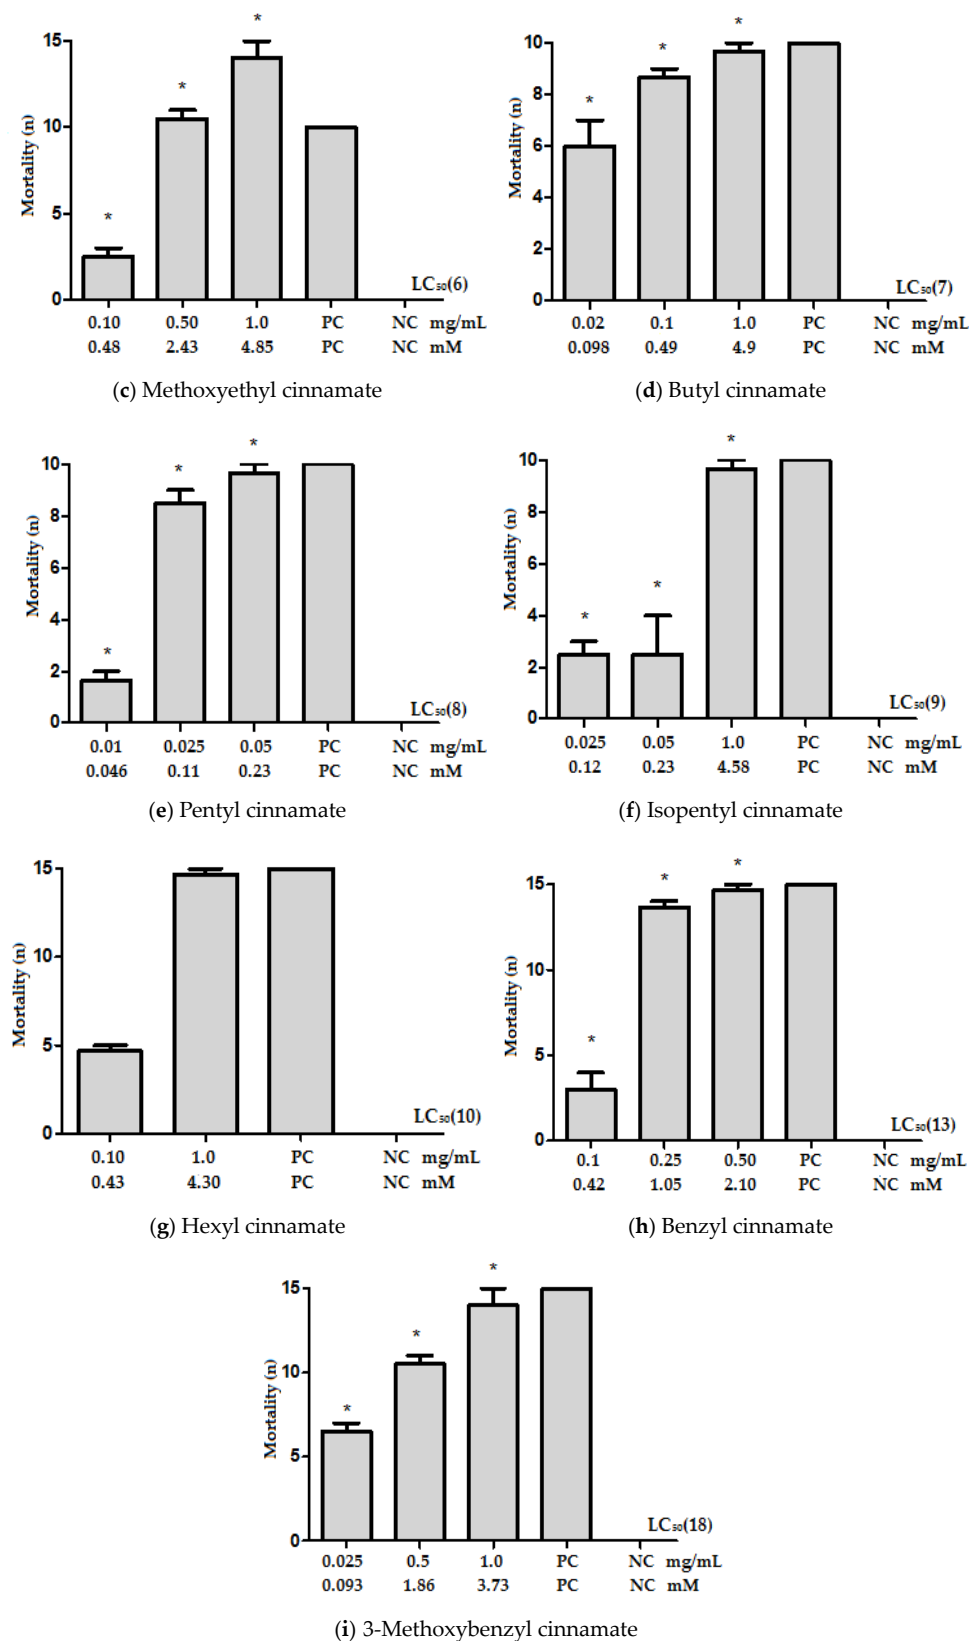 *
*
*
15
10
5
0
Mortality (n)
LC₅₀(6)
0.10 0.50 1.0 PC NC mg/mL
0.48 2.43 4.85 PC NC mM
(c) Methoxyethyl cinnamate
*
*
*
10
8
6
4
2
0
Mortality (n)
LC₅₀(7)
0.02 0.1 1.0 PC NC mg/mL
0.098 0.49 4.9 PC NC mM
(d) Butyl cinnamate
*
*
*
10
8
6
4
2
0
Mortality (n)
LC₅₀(8)
0.01 0.025 0.05 PC NC mg/mL
0.046 0.11 0.23 PC NC mM
(e) Pentyl cinnamate
*
*
*
10
8
6
4
2
0
Mortality (n)
LC₅₀(9)
0.025 0.05 1.0 PC NC mg/mL
0.12 0.23 4.58 PC NC mM
(f) Isopentyl cinnamate
15
10
5
0
Mortality (n)
LC₅₀(10)
0.10 1.0 PC NC mg/mL
0.43 4.30 PC NC mM
(g) Hexyl cinnamate
*
*
*
15
10
5
0
Mortality (n)
LC₅₀(13)
0.1 0.25 0.50 PC NC mg/mL
0.42 1.05 2.10 PC NC mM
(h) Benzyl cinnamate
*
*
*
15
10
5
0
Mortality (n)
LC₅₀(18)
0.025 0.5 1.0 PC NC mg/mL
0.093 1.86 3.73 PC NC mM
(i) 3-Methoxybenzyl cinnamate